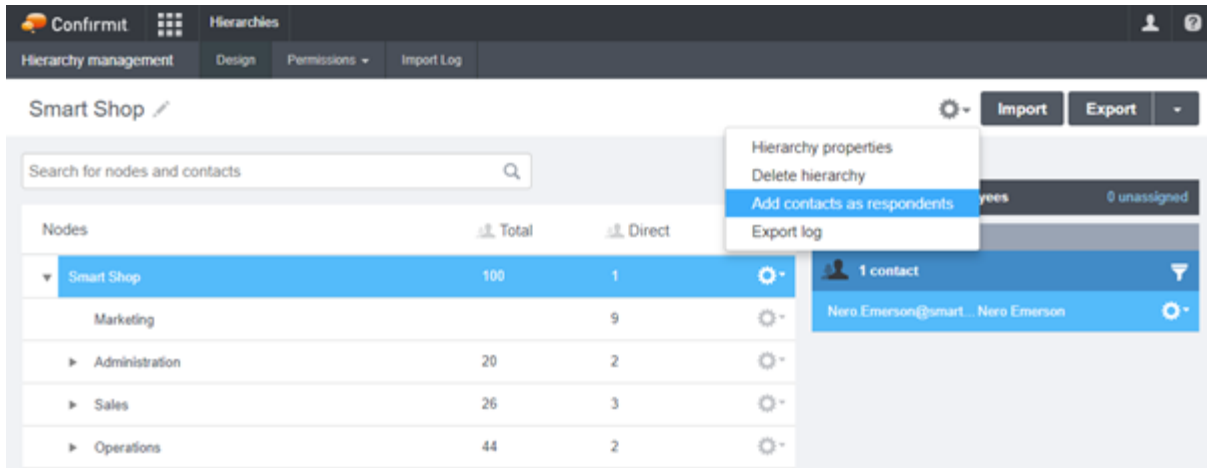 Confirmit. Hierarchies
Hierarchy management Design Permissions Import Log
Smart Shop Import Export
Hierarchy properties
Search for nodes and contacts
Delete hierarchy
Add contacts as respondents yees 0 unassigned
Nodes Total Direct Export log
Smart Shop 100 1 1 contact
Marketing 9 Nero.Emerson@smart... Nero Emerson
Administration 20 2
Sales 26 3
Operations 44 2